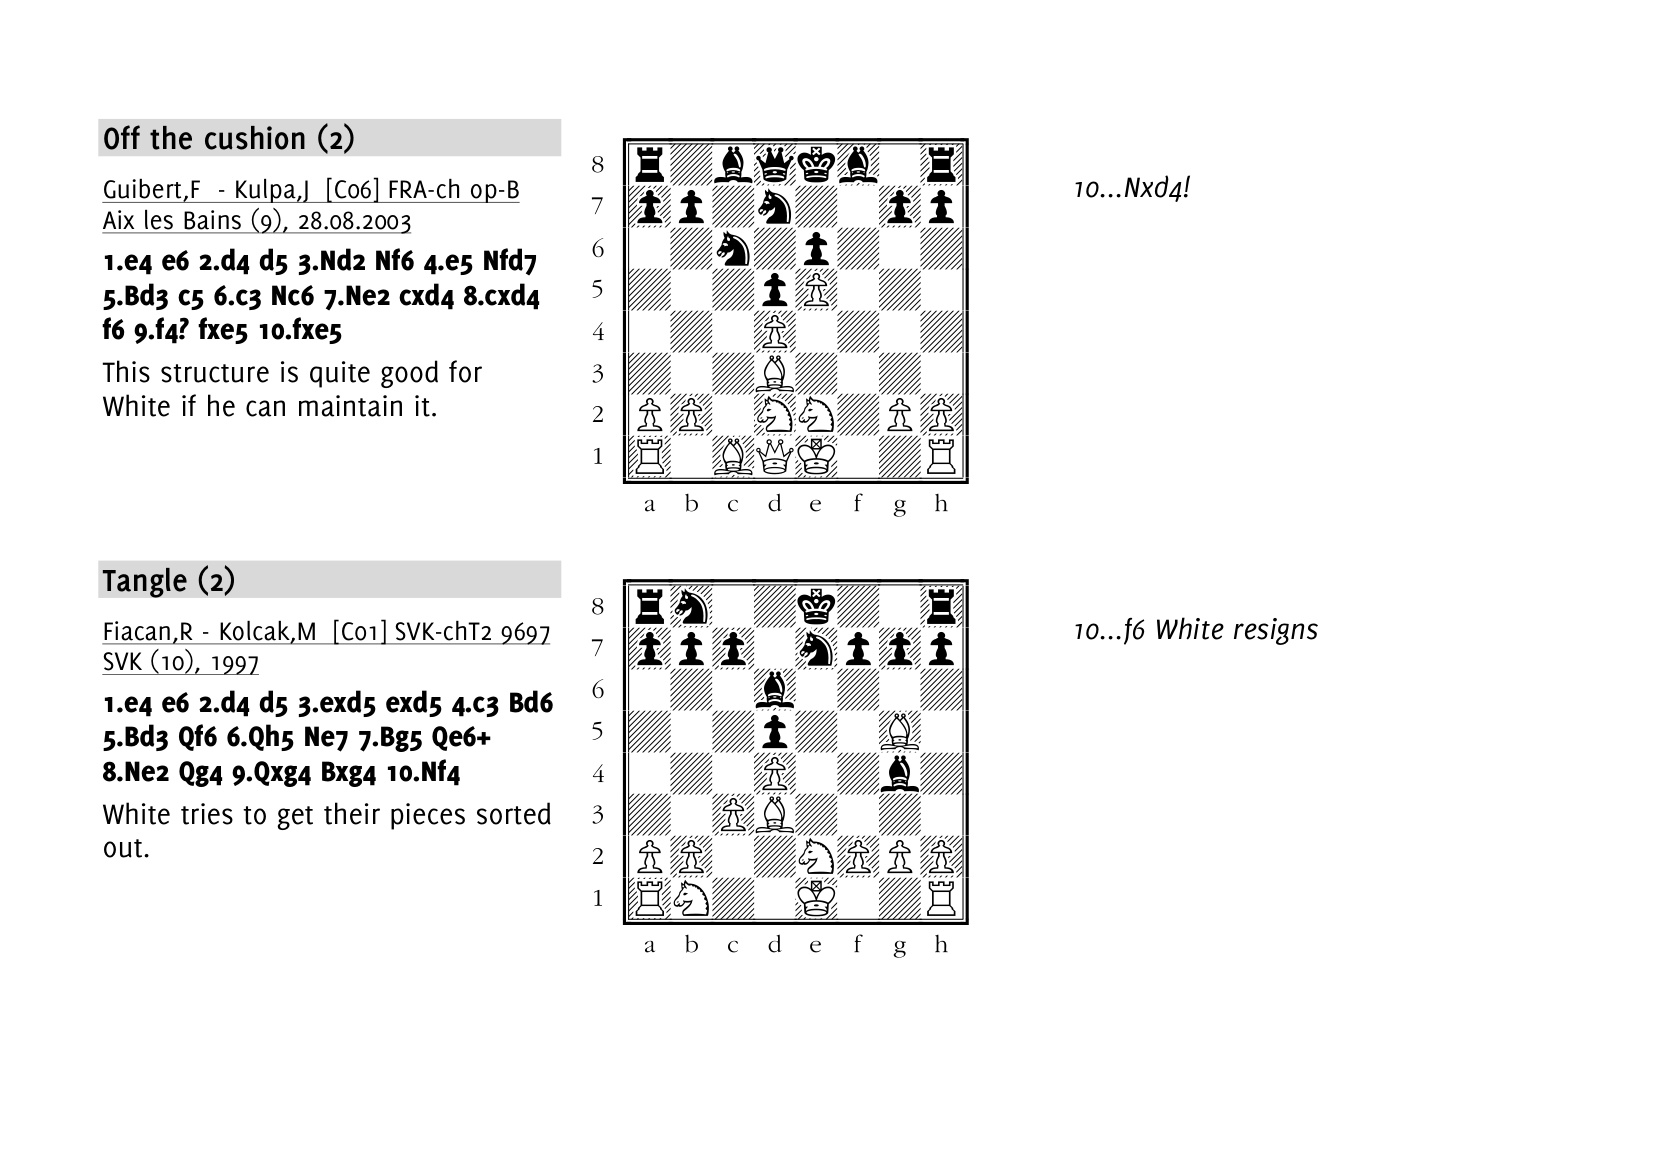 Off the cushion (2)
Guibert,F - Kulpa,J [C06] FRA-ch op-B
Aix les Bains (9), 28.08.2003
1.e4 e6 2.d4 d5 3.Nd2 Nf6 4.e5 Nfd7
5.Bd3 c5 6.c3 Nc6 7.Ne2 cxd4 8.cxd4
f6 9.f4? fxe5 10.fxe5
This structure is quite good for
White if he can maintain it.
8
7
6
5
4
3
2
1
a b c d e f g h
10...Nxd4!
Tangle (2)
Fiacan,R - Kolcak,M [C01] SVK-chT2 9697
SVK (10), 1997
1.e4 e6 2.d4 d5 3.exd5 exd5 4.c3 Bd6
5.Bd3 Qf6 6.Qh5 Ne7 7.Bg5 Qe6+
8.Ne2 Qg4 9.Qxg4 Bxg4 10.Nf4
White tries to get their pieces sorted
out.
8
7
6
5
4
3
2
1
a b c d e f g h
10...f6 White resigns